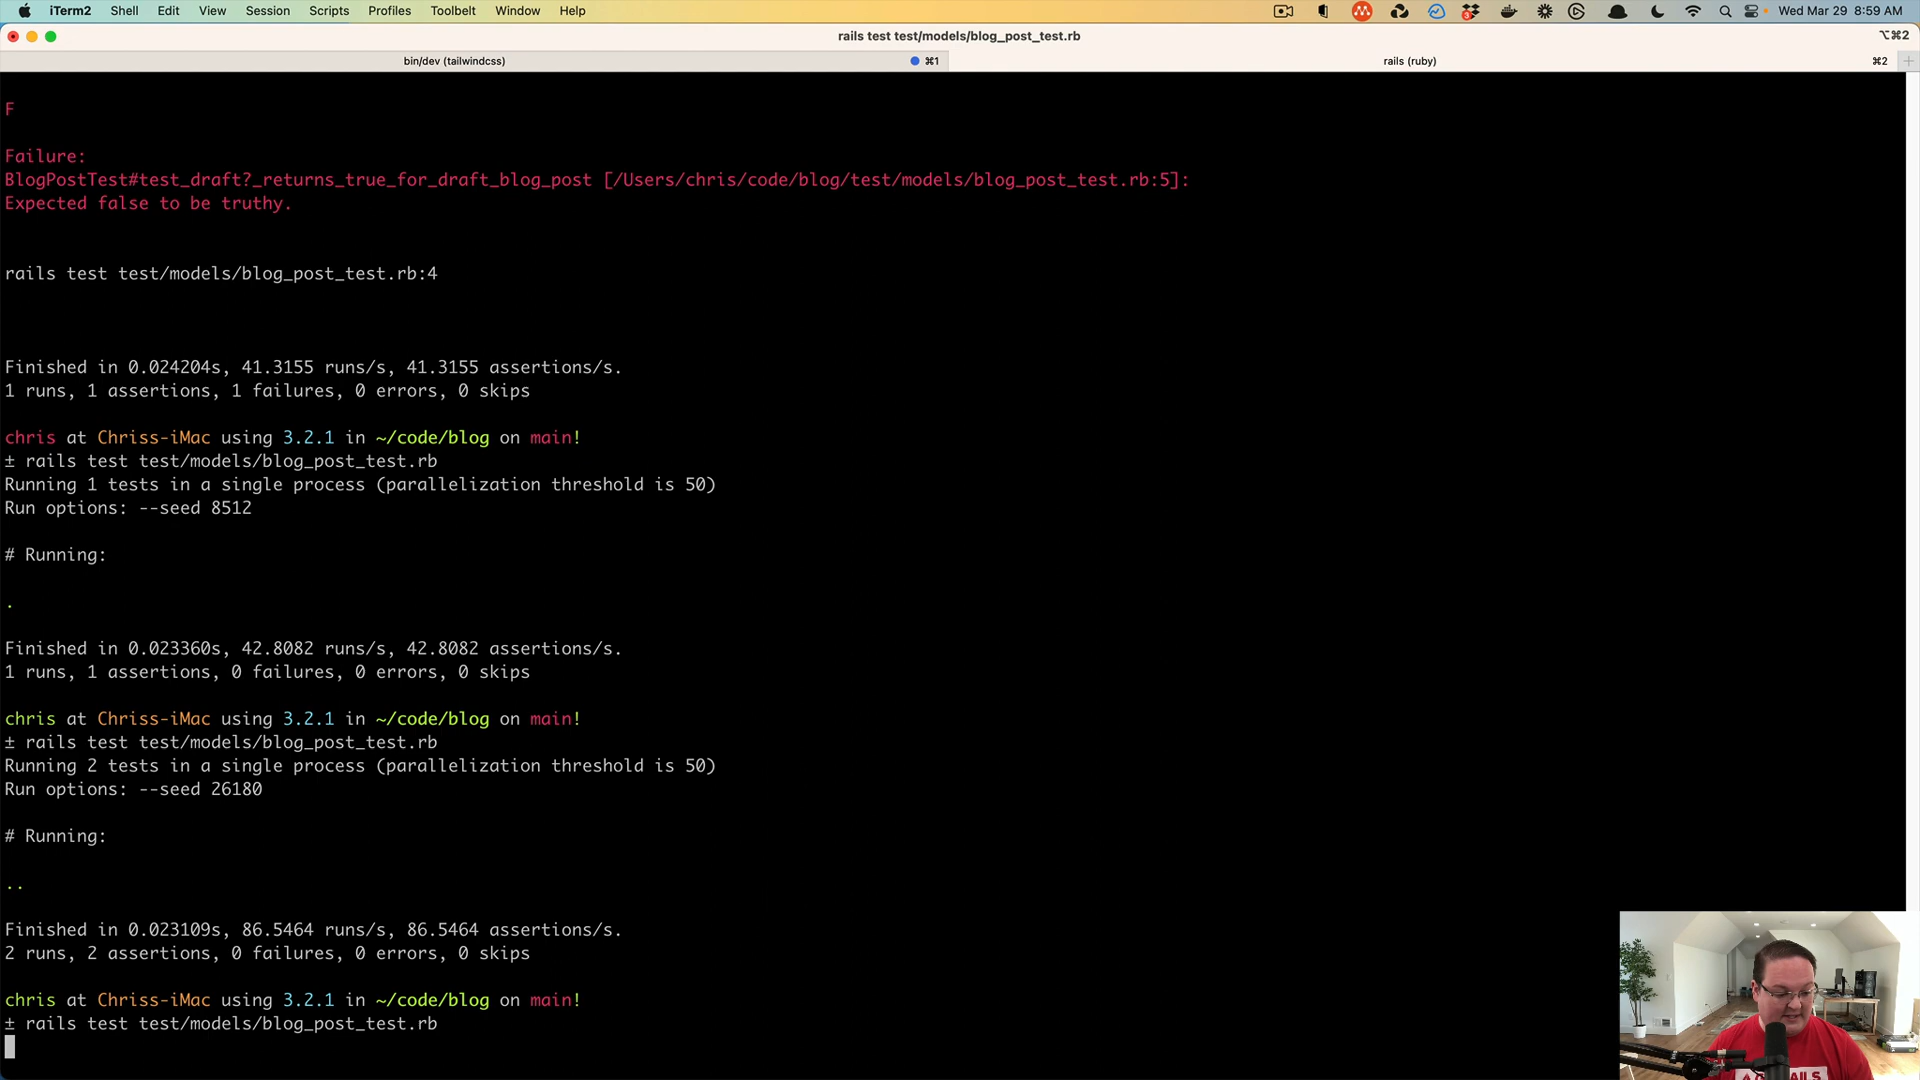 iTerm2 Shell Edit View Session Scripts Profiles Toolbelt Window Help
3
Wed Mar 29 8:59 AM
rails test test/models/blog_post_test.rb
⌥⌘2
bin/dev (tailwindcss) ⌘1 rails (ruby) ⌘2 +
F
Failure:
BlogPostTest#test_draft?_returns_true_for_draft_blog_post [/Users/chris/code/blog/test/models/blog_post_test.rb:5]:
Expected false to be truthy.
rails test test/models/blog_post_test.rb:4
Finished in 0.024204s, 41.3155 runs/s, 41.3155 assertions/s.
1 runs, 1 assertions, 1 failures, 0 errors, 0 skips
chris at Chriss-iMac using 3.2.1 in ~/code/blog on main!
± rails test test/models/blog_post_test.rb
Running 1 tests in a single process (parallelization threshold is 50)
Run options: --seed 8512
# Running:
.
Finished in 0.023360s, 42.8082 runs/s, 42.8082 assertions/s.
1 runs, 1 assertions, 0 failures, 0 errors, 0 skips
chris at Chriss-iMac using 3.2.1 in ~/code/blog on main!
± rails test test/models/blog_post_test.rb
Running 2 tests in a single process (parallelization threshold is 50)
Run options: --seed 26180
# Running:
..
Finished in 0.023109s, 86.5464 runs/s, 86.5464 assertions/s.
2 runs, 2 assertions, 0 failures, 0 errors, 0 skips
chris at Chriss-iMac using 3.2.1 in ~/code/blog on main!
± rails test test/models/blog_post_test.rb